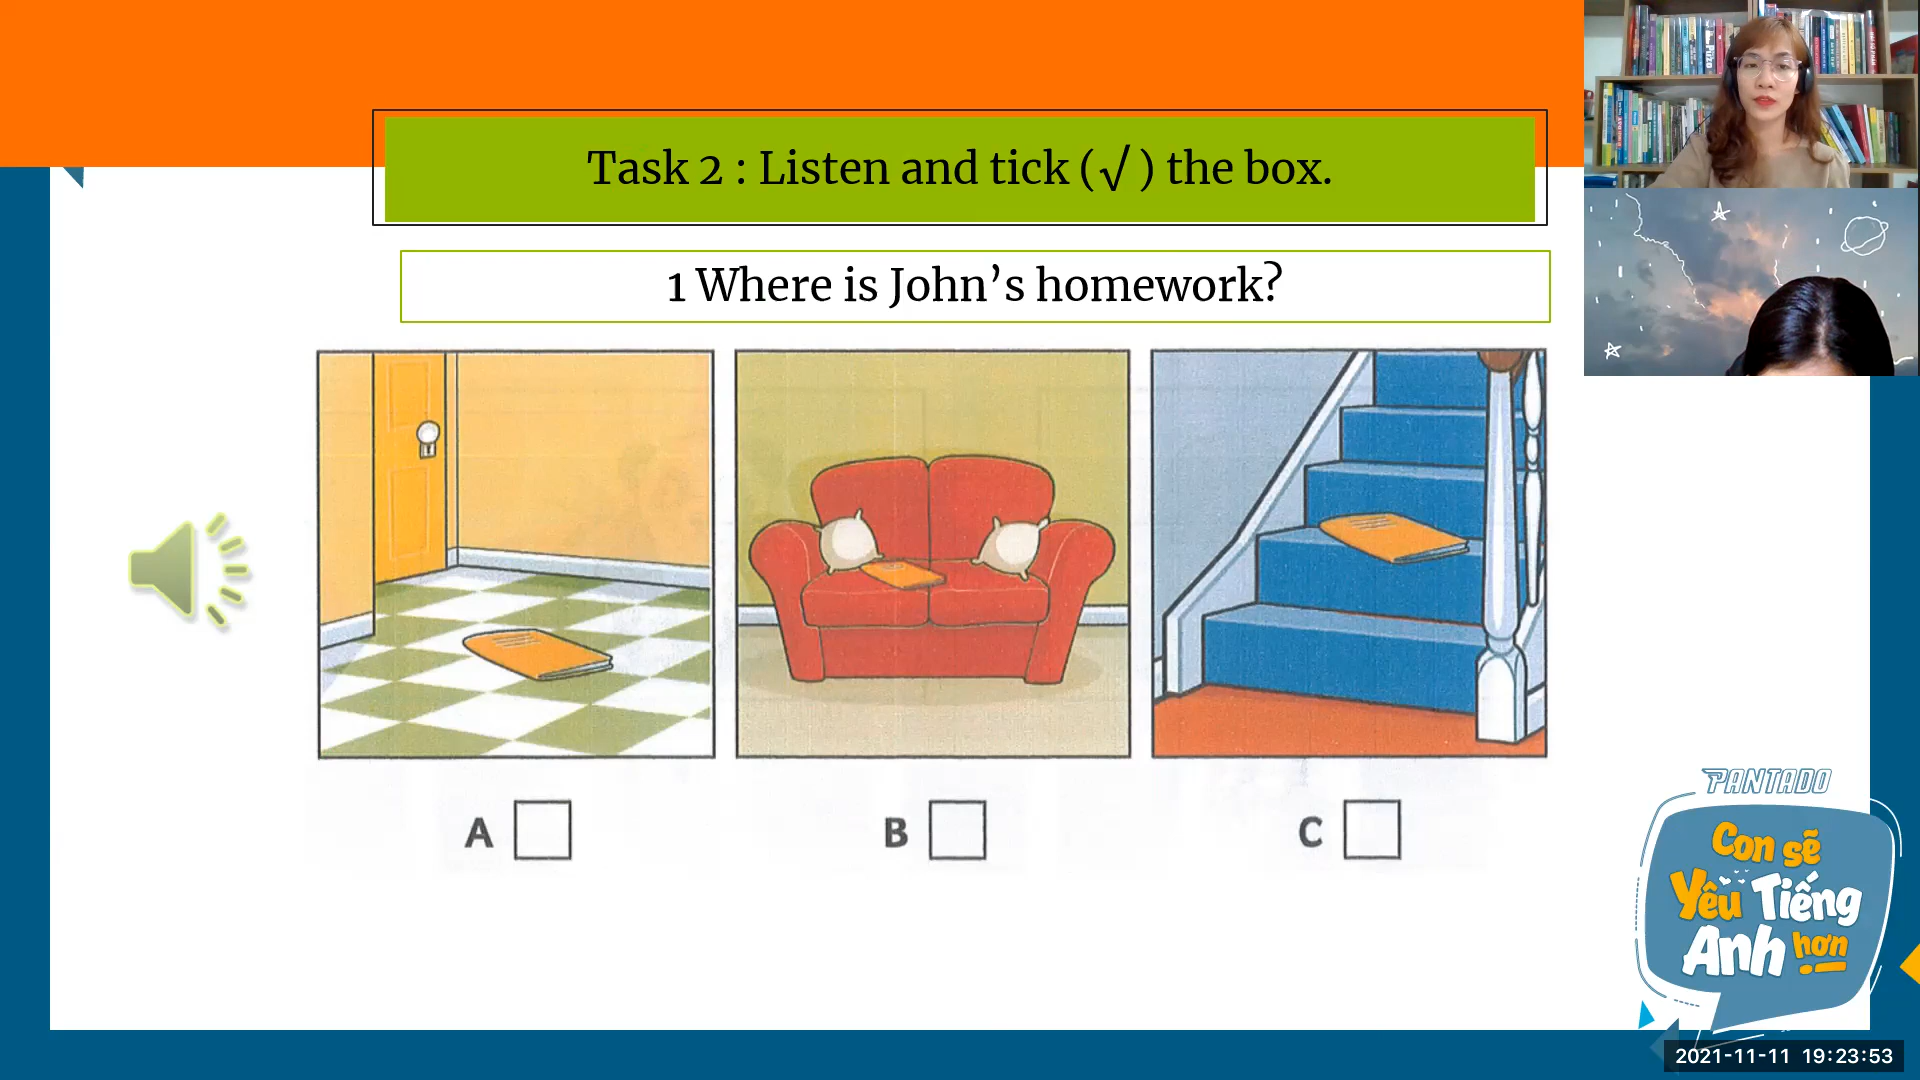 Task 2 : Listen and tick (√ ) the box.
1 Where is John’s homework?
A
B
C
PANTADO
Con sẽ
Yêu Tiếng
Anh hơn
2021-11-11 19:23:53